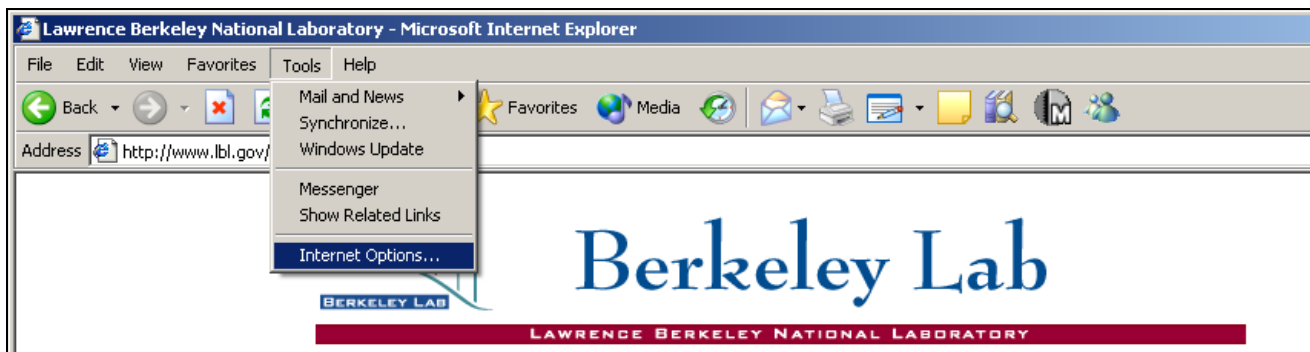 Lawrence Berkeley National Laboratory - Microsoft Internet Explorer
File Edit View Favorites Tools Help
Back Favorites Media
Mail and News
Synchronize...
Address http://www.lbl.gov/
Windows Update
Messenger
Show Related Links
Internet Options...
Berkeley Lab
BERKELEY LAB
LAWRENCE BERKELEY NATIONAL LABORATORY